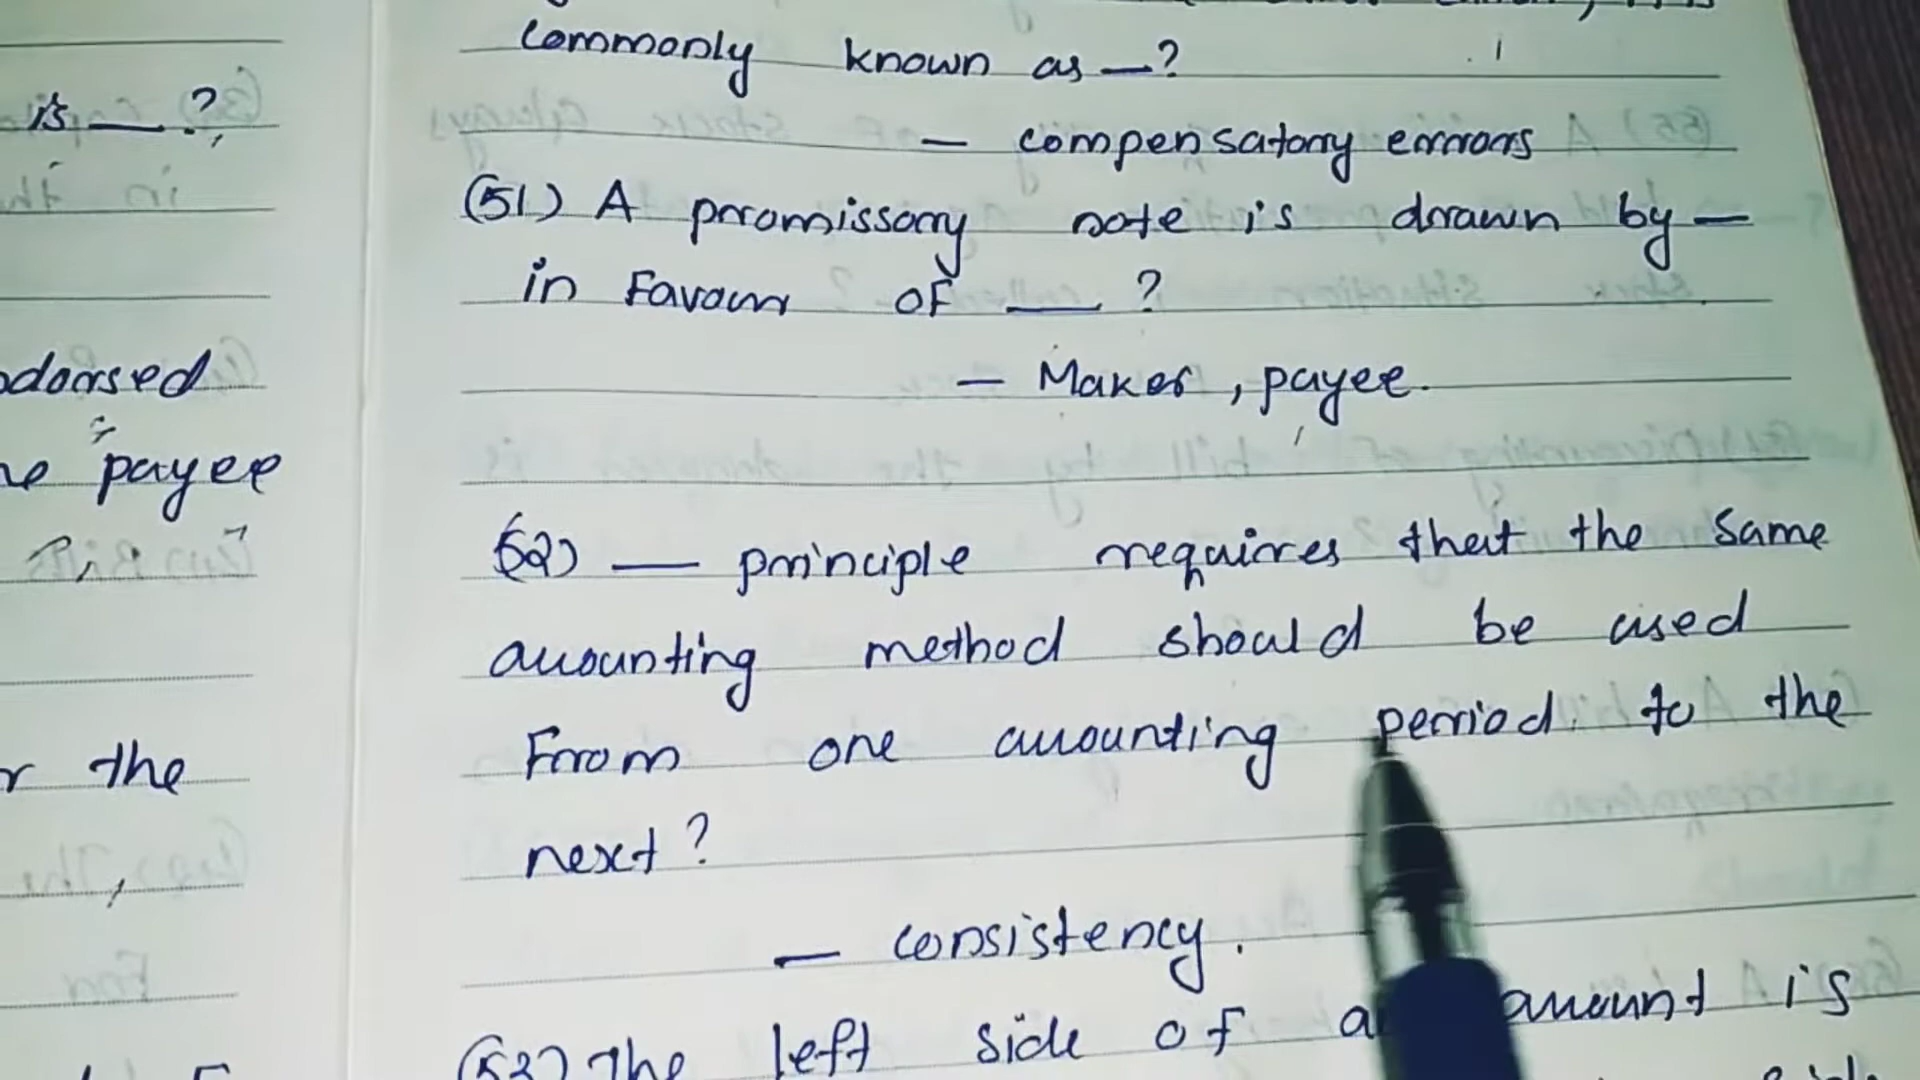 is — ?
odorsed
payee
the
commonly known as — ?
— compensatory errors
(51) A promissory note is drawn by —
in Favour OF — ?
— Maker, payee.
(52) — principle requires that the same
accounting method should be used
From one accounting period to the
next ?
— consistency.
(53) The left side of a account is